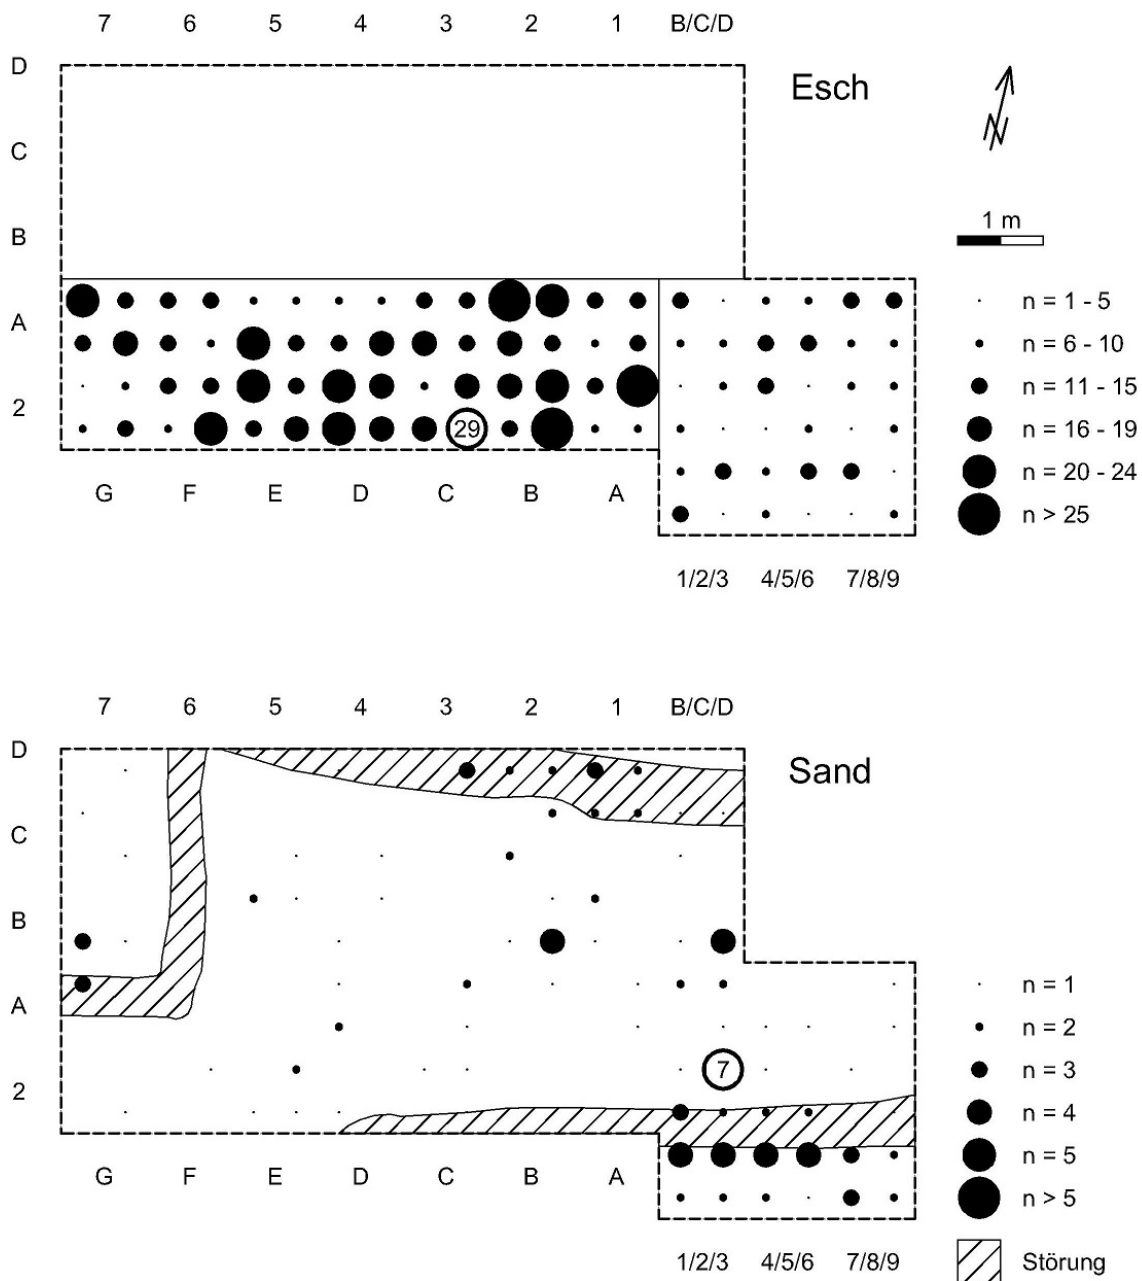 7 6 5 4 3 2 1 B/C/D
D
Esch
N
C
1 m
B
n = 1 - 5
A
n = 6 - 10
n = 11 - 15
2
29
n = 16 - 19
n = 20 - 24
G F E D C B A
n > 25
1/2/3 4/5/6 7/8/9
7 6 5 4 3 2 1 B/C/D
D
Sand
C
B
n = 1
A
n = 2
7
n = 3
2
n = 4
n = 5
G F E D C B A
n > 5
1/2/3 4/5/6 7/8/9
Störung